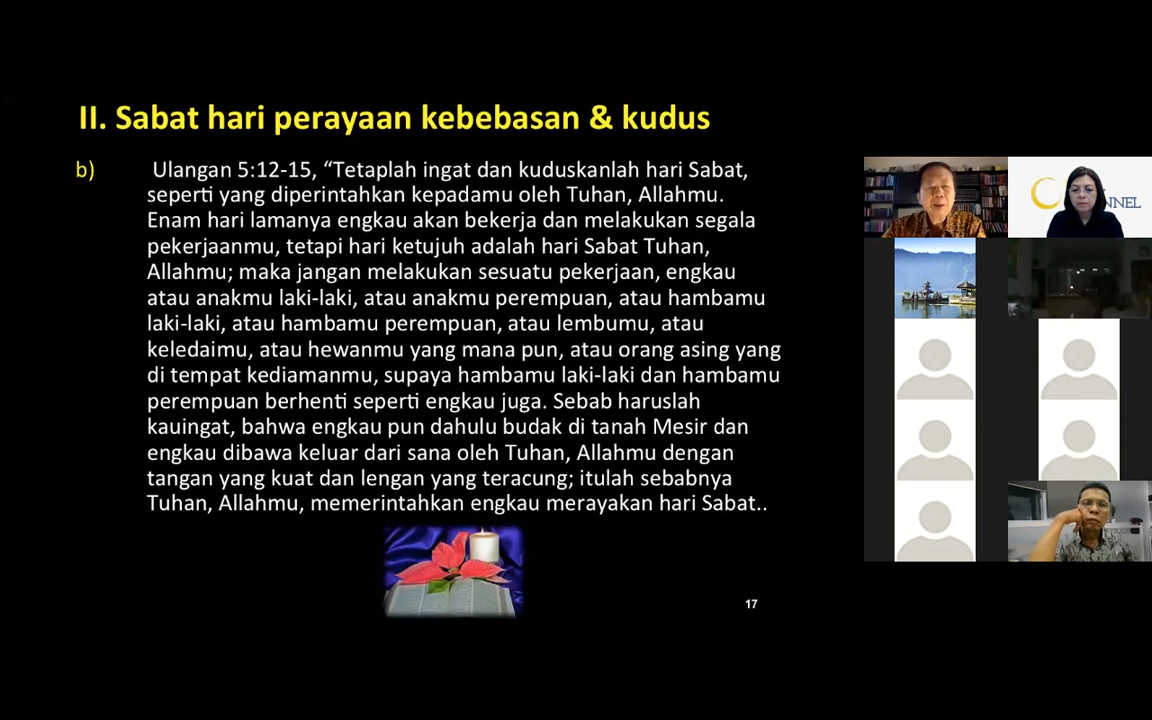 II. Sabat hari perayaan kebebasan & kudus
b) Ulangan 5:12-15, “Tetaplah ingat dan kuduskanlah hari Sabat,
seperti yang diperintahkan kepadamu oleh Tuhan, Allahmu.
Enam hari lamanya engkau akan bekerja dan melakukan segala
pekerjaanmu, tetapi hari ketujuh adalah hari Sabat Tuhan,
Allahmu; maka jangan melakukan sesuatu pekerjaan, engkau
atau anakmu laki-laki, atau anakmu perempuan, atau hambamu
laki-laki, atau hambamu perempuan, atau lembumu, atau
keledaimu, atau hewanmu yang mana pun, atau orang asing yang
di tempat kediamanmu, supaya hambamu laki-laki dan hambamu
perempuan berhenti seperti engkau juga. Sebab haruslah
kauingat, bahwa engkau pun dahulu budak di tanah Mesir dan
engkau dibawa keluar dari sana oleh Tuhan, Allahmu dengan
tangan yang kuat dan lengan yang teracung; itulah sebabnya
Tuhan, Allahmu, memerintahkan engkau merayakan hari Sabat..
17